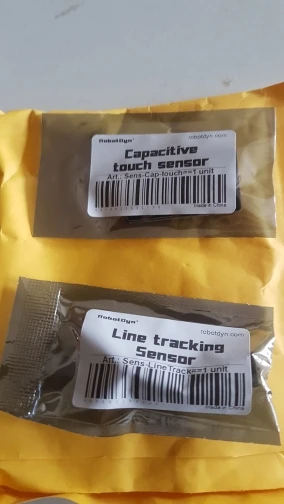 RobotDyn®
robotdyn.com
Capacitive
touch sensor
Art.: Sens-Cap-touch==1 unit
Made in China
RobotDyn®
robotdyn.com
Line tracking
Sensor
Art.: Sens-LineTrack==1 unit
Made in China